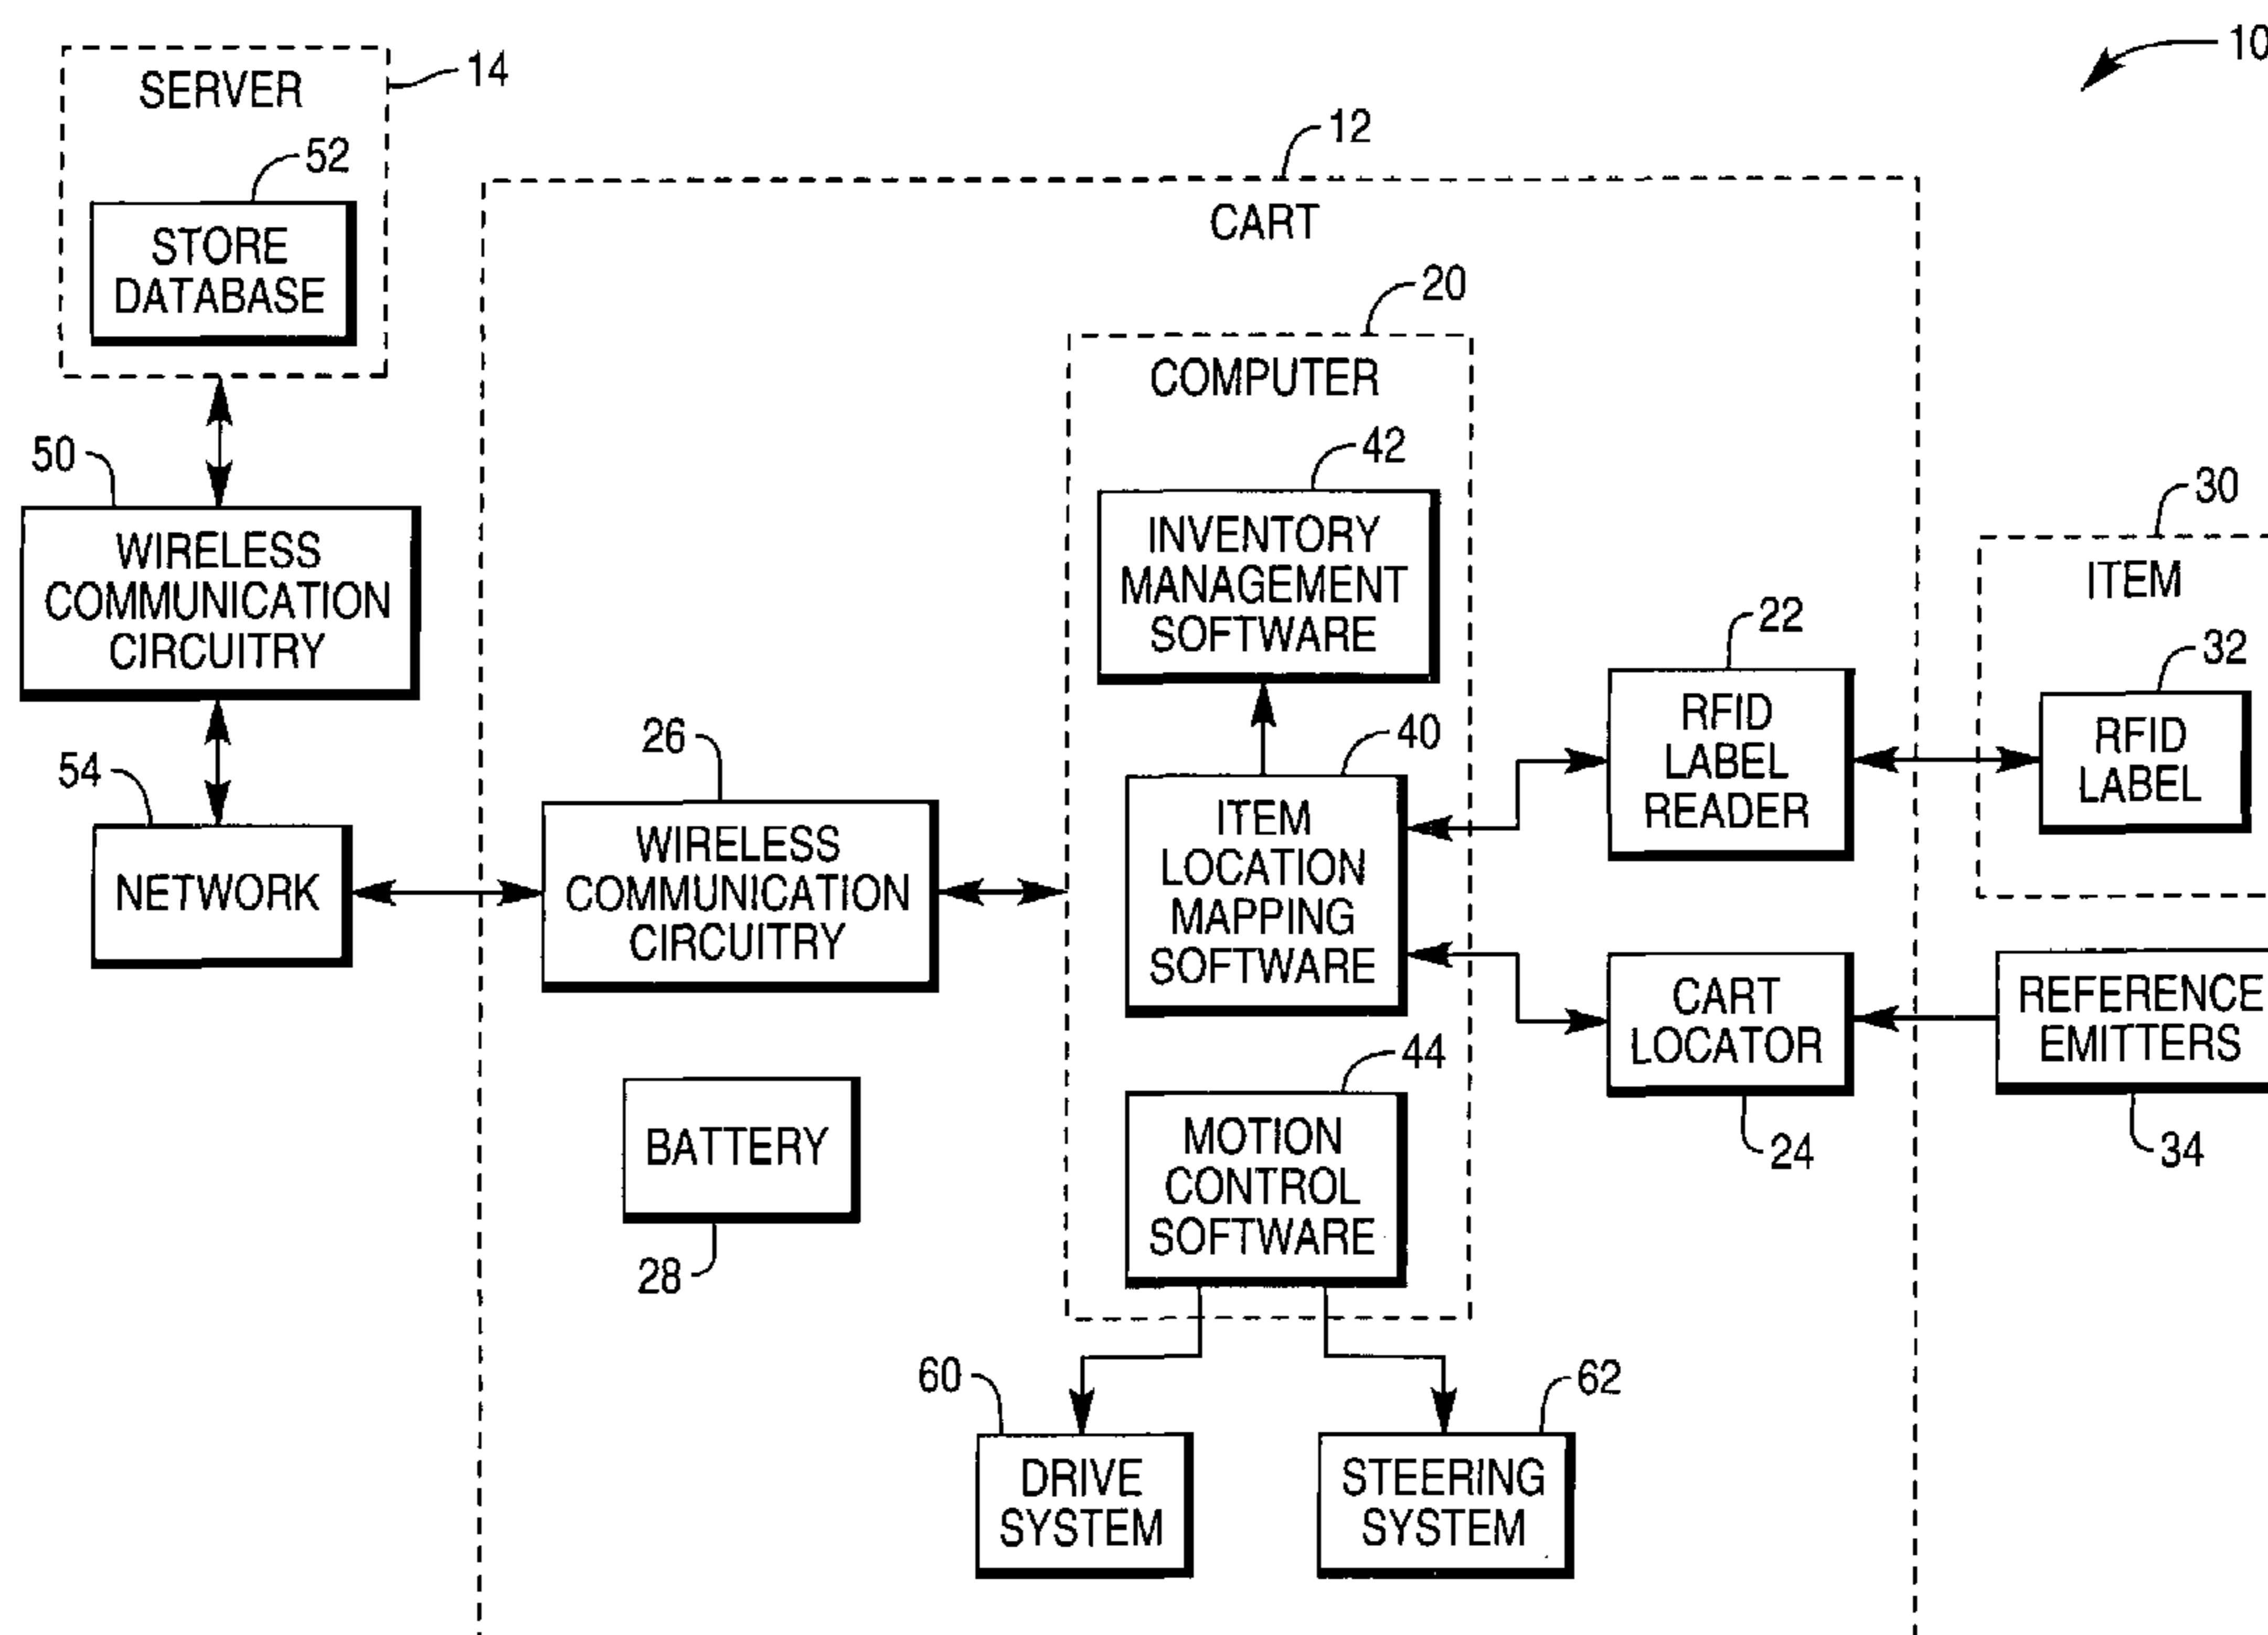 10
SERVER
14
52
STORE
DATABASE
50
WIRELESS
COMMUNICATION
CIRCUITRY
54
NETWORK
12
CART
20
COMPUTER
42
INVENTORY
MANAGEMENT
SOFTWARE
26
WIRELESS
COMMUNICATION
CIRCUITRY
40
ITEM
LOCATION
MAPPING
SOFTWARE
22
RFID
LABEL
READER
30
ITEM
32
RFID
LABEL
CART
LOCATOR
24
REFERENCE
EMITTERS
34
BATTERY
28
44
MOTION
CONTROL
SOFTWARE
60
DRIVE
SYSTEM
62
STEERING
SYSTEM